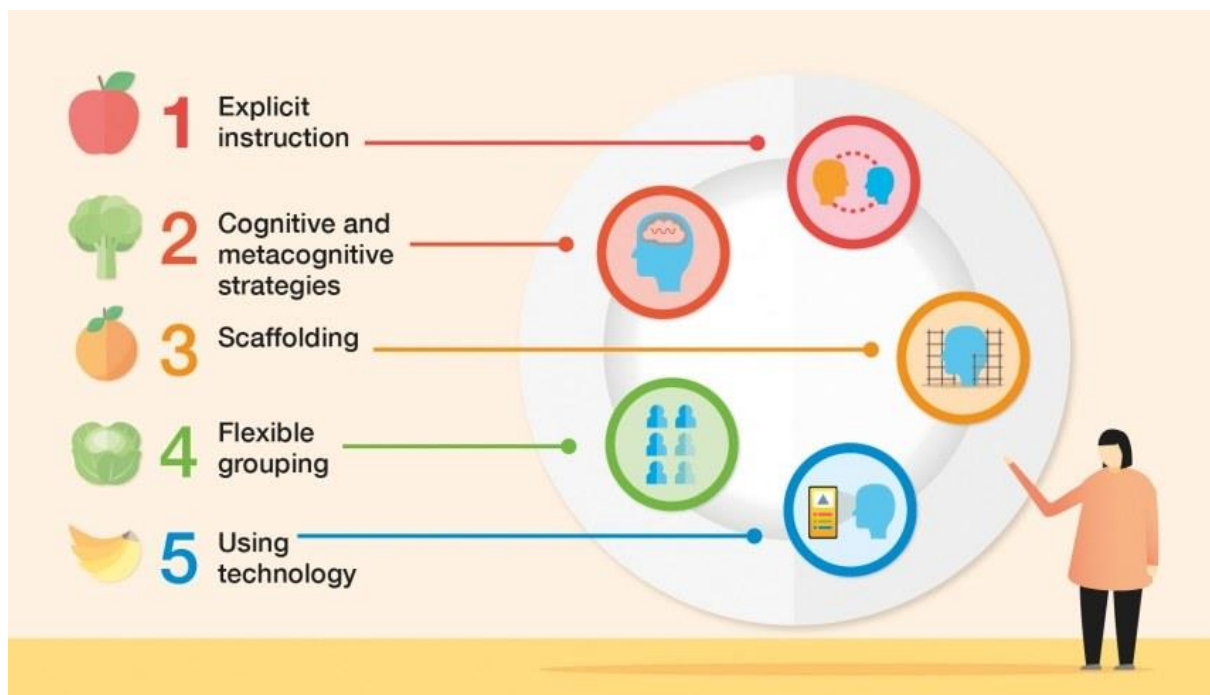 1
Explicit
instruction
2
Cognitive and
metacognitive
strategies
3
Scaffolding
4
Flexible
grouping
5
Using
technology